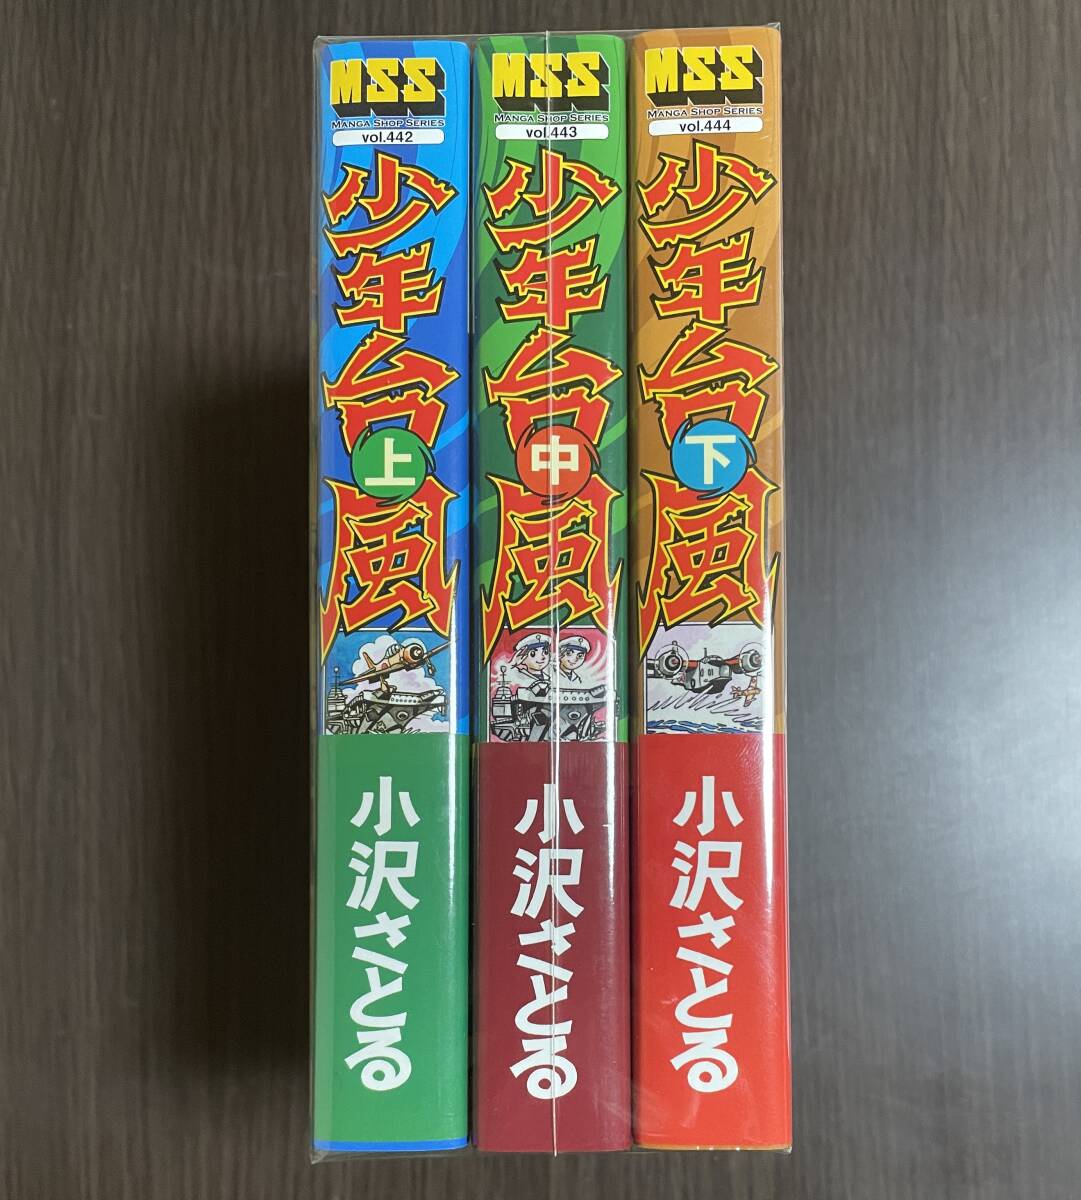 MSS
MANGA SHOP SERIES
vol.442
少年台風
上
小沢さとる
MSS
MANGA SHOP SERIES
vol.443
少年台風
中
小沢さとる
MSS
MANGA SHOP SERIES
vol.444
少年台風
下
小沢さとる